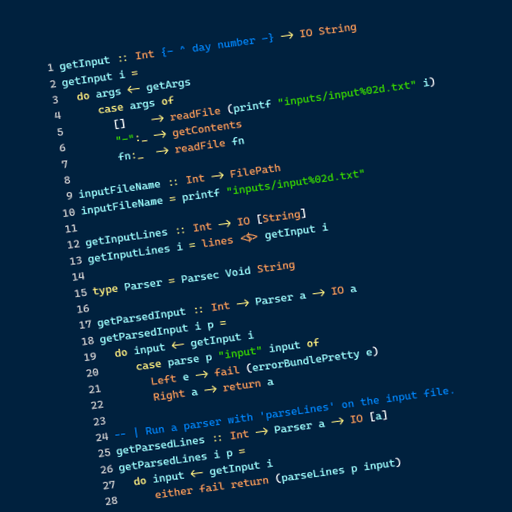 1 getInput :: Int {- ^ day number -} -> IO String
2 getInput i =
3   do args <- getArgs
4      case args of
5        []    -> readFile (printf "inputs/input%02d.txt" i)
6        "-":_ -> getContents
7        fn:_  -> readFile fn
8
9 inputFileName :: Int -> FilePath
10 inputFileName = printf "inputs/input%02d.txt"
11
12 getInputLines :: Int -> IO [String]
13 getInputLines i = lines <$> getInput i
14
15 type Parser = Parsec Void String
16
17 getParsedInput :: Int -> Parser a -> IO a
18 getParsedInput i p =
19   do input <- getInput i
20      case parse p "input" input of
21        Left e -> fail (errorBundlePretty e)
22        Right a -> return a
23
24 -- | Run a parser with 'parseLines' on the input file.
25 getParsedLines :: Int -> Parser a -> IO [a]
26 getParsedLines i p =
27   do input <- getInput i
28      either fail return (parseLines p input)